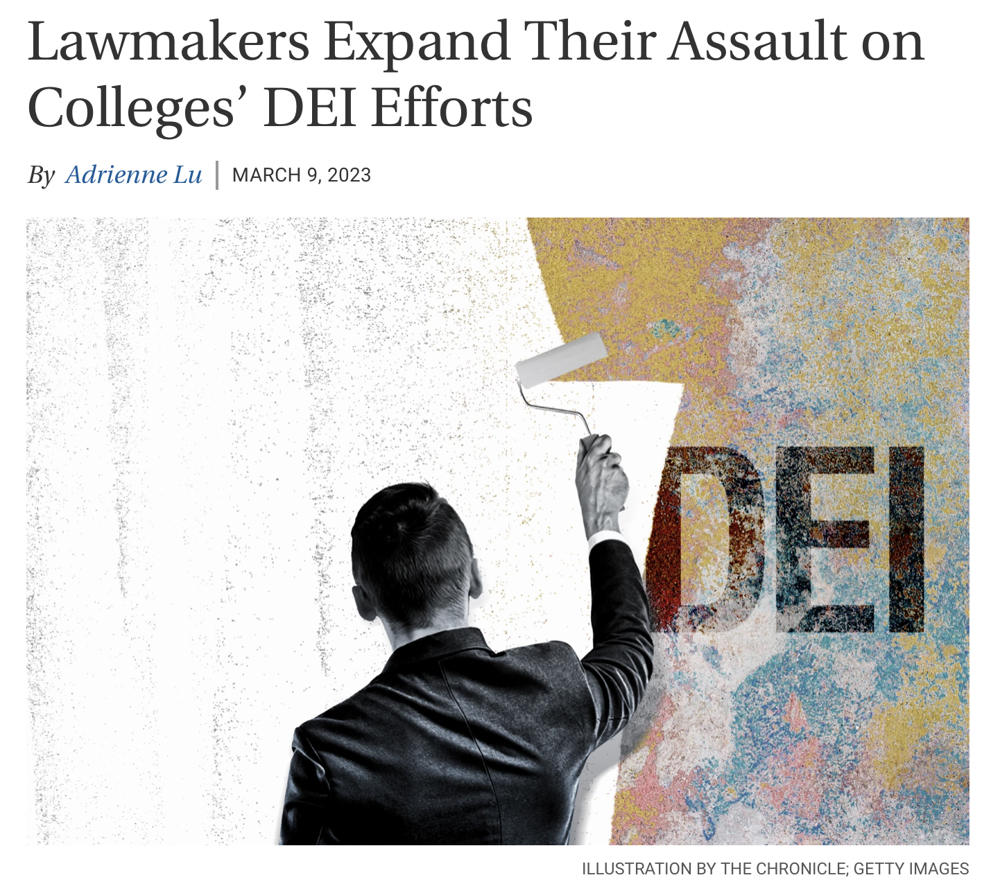 Lawmakers Expand Their Assault on
Colleges’ DEI Efforts
By Adrienne Lu | MARCH 9, 2023
DEI
ILLUSTRATION BY THE CHRONICLE; GETTY IMAGES